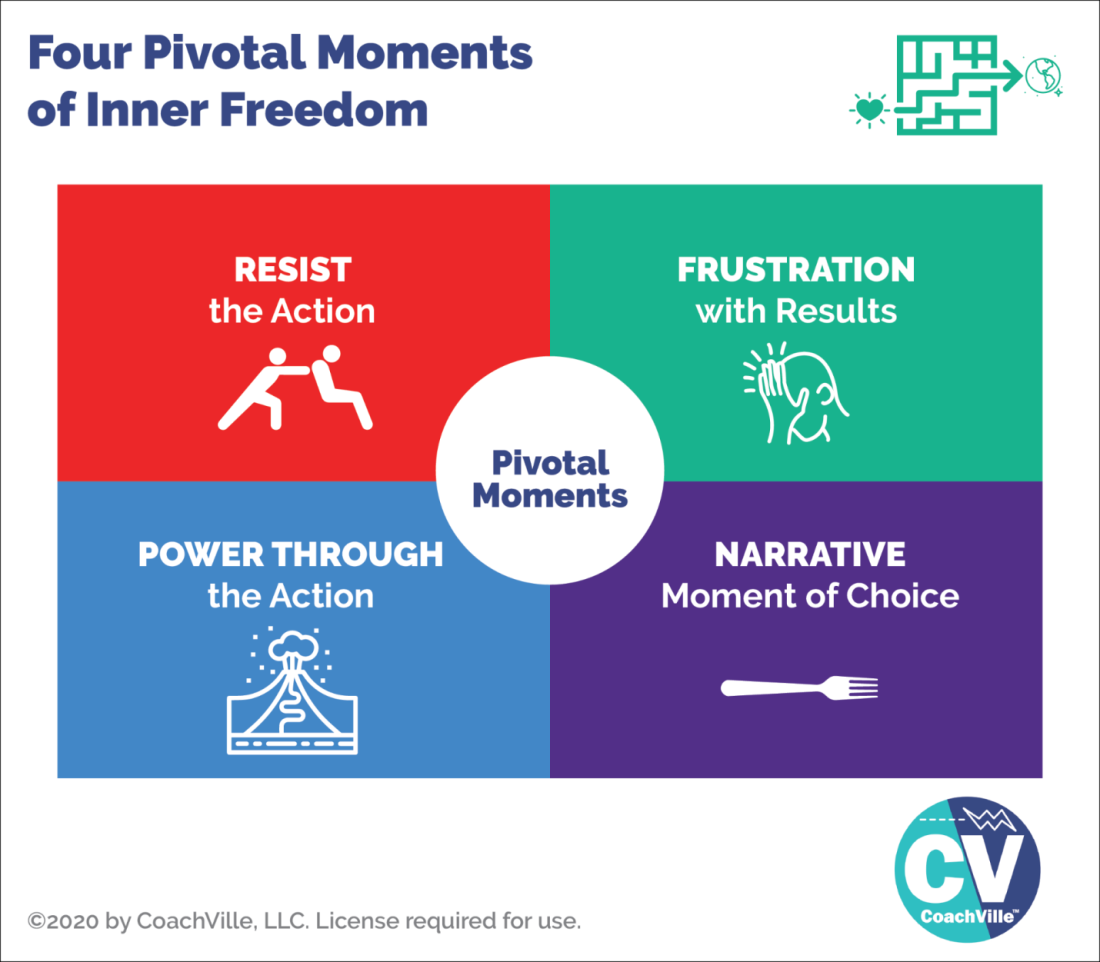 Four Pivotal Moments
of Inner Freedom
RESIST
the Action
FRUSTRATION
with Results
Pivotal
Moments
POWER THROUGH
the Action
NARRATIVE
Moment of Choice
CV
CoachVille™
©2020 by CoachVille, LLC. License required for use.